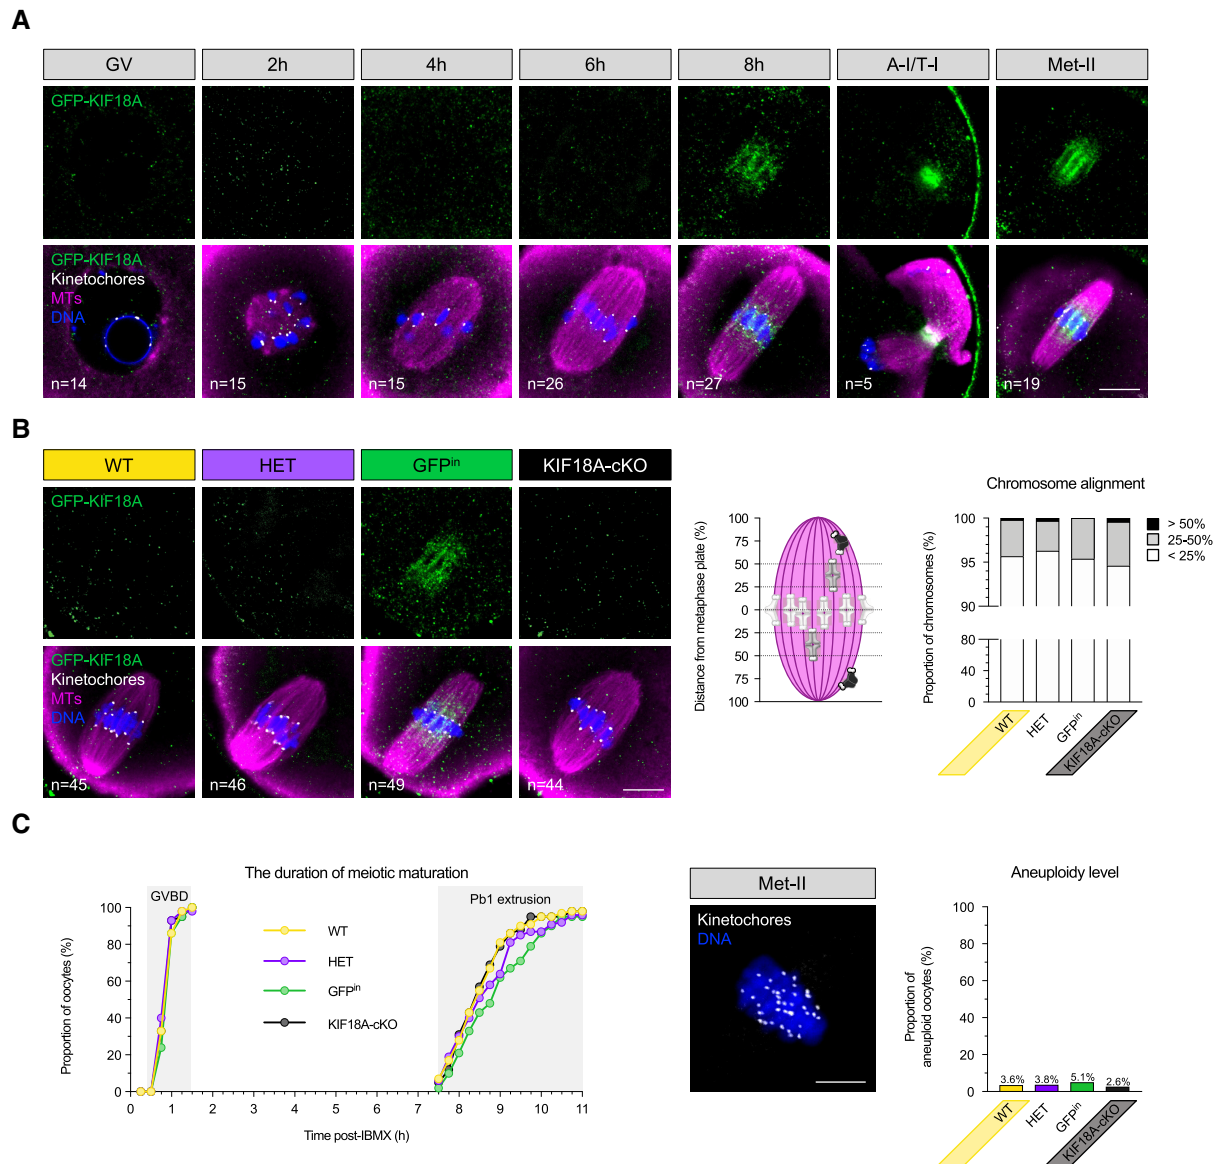 A
GV 2h 4h 6h 8h A-I/T-I Met-II
GFP-KIF18A
GFP-KIF18A
Kinetochores
MTs
DNA
n=14 n=15 n=15 n=26 n=27 n=5 n=19
B
WT HET GFPin KIF18A-cKO
GFP-KIF18A
GFP-KIF18A
Kinetochores
MTs
DNA
n=45 n=46 n=49 n=44
Distance from metaphase plate (%)
100
75
50
25
0
25
50
75
100
Chromosome alignment
Proportion of chromosomes (%)
100
95
90
80
40
0
> 50%
25-50%
< 25%
WT HET GFPin KIF18A-cKO
C
The duration of meiotic maturation
GVBD
Pb1 extrusion
Proportion of oocytes (%)
100
80
60
40
20
0
WT
HET
GFPin
KIF18A-cKO
0 1 2 3 4 5 6 7 8 9 10 11
Time post-IBMX (h)
Met-II
Kinetochores
DNA
Aneuploidy level
Proportion of
aneuploid oocytes (%)
100
80
60
40
20
0
3.6% 3.8% 5.1% 2.6%
WT HET GFPin KIF18A-cKO